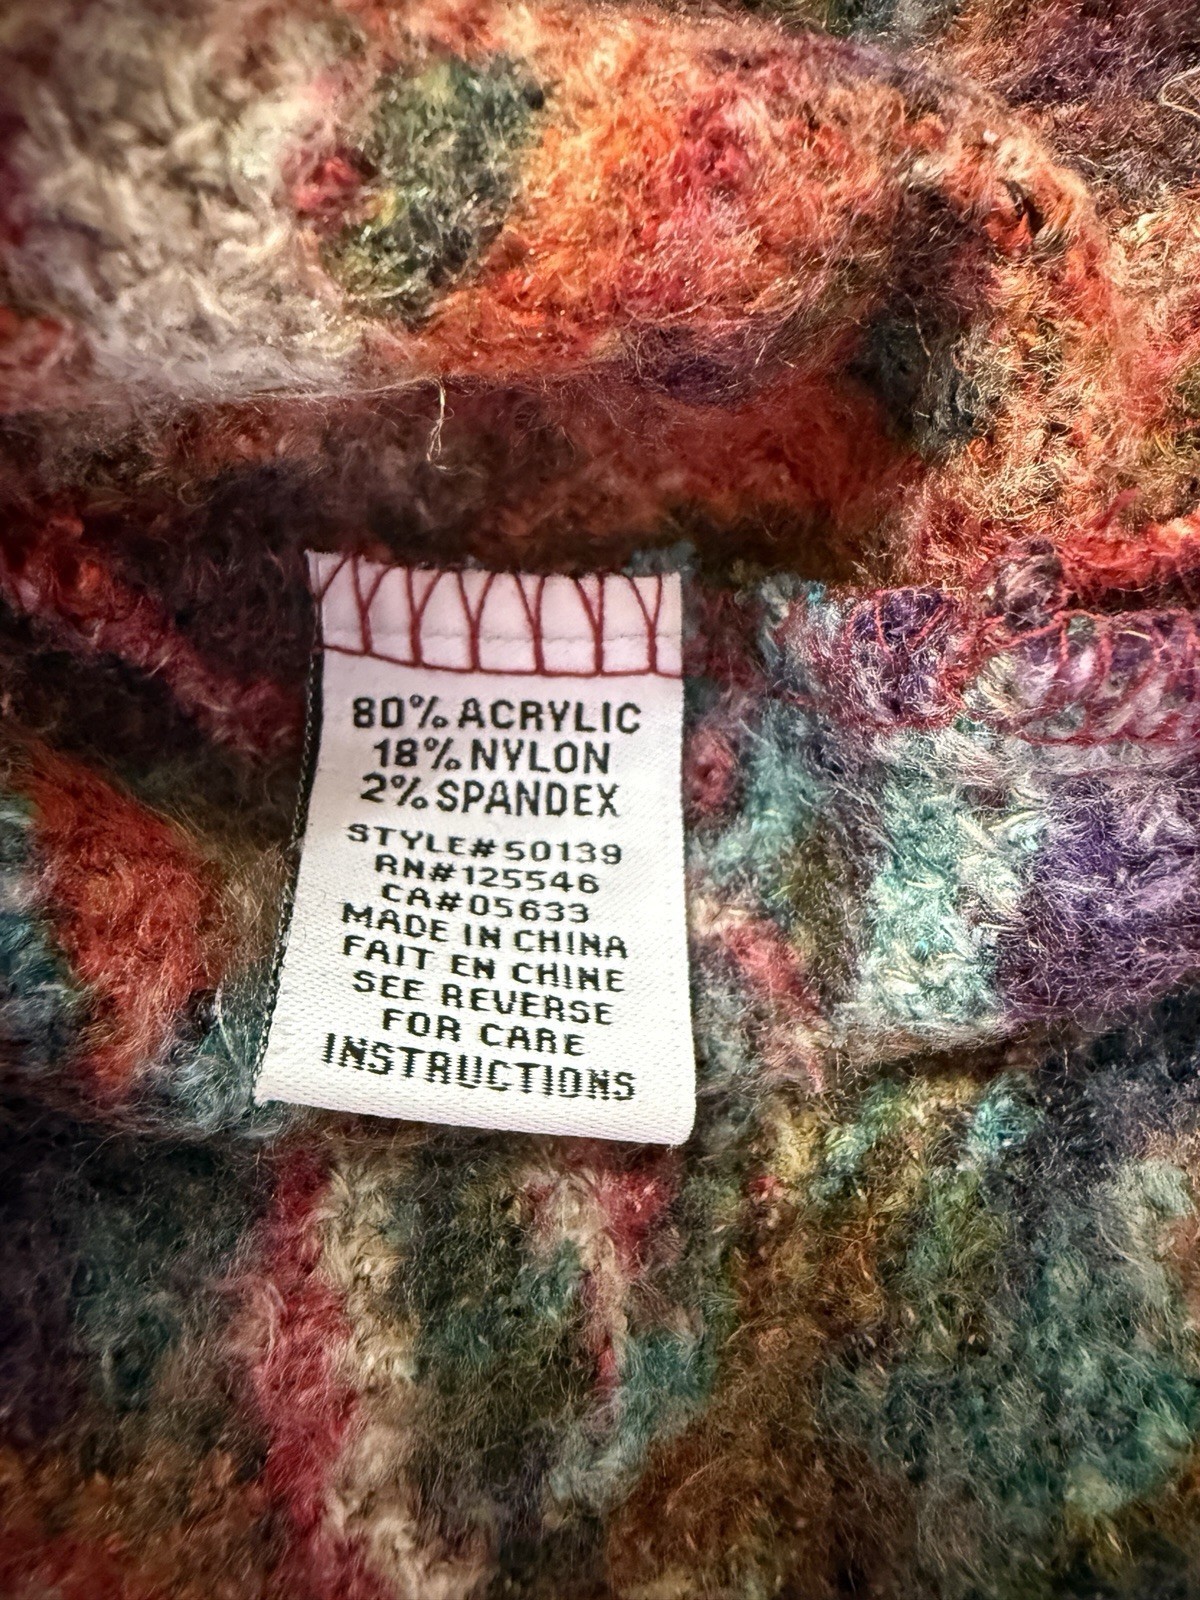 80% ACRYLIC
18% NYLON
2% SPANDEX
STYLE#50139
RN#125546
CA#05633
MADE IN CHINA
FAIT EN CHINE
SEE REVERSE
FOR CARE
INSTRUCTIONS